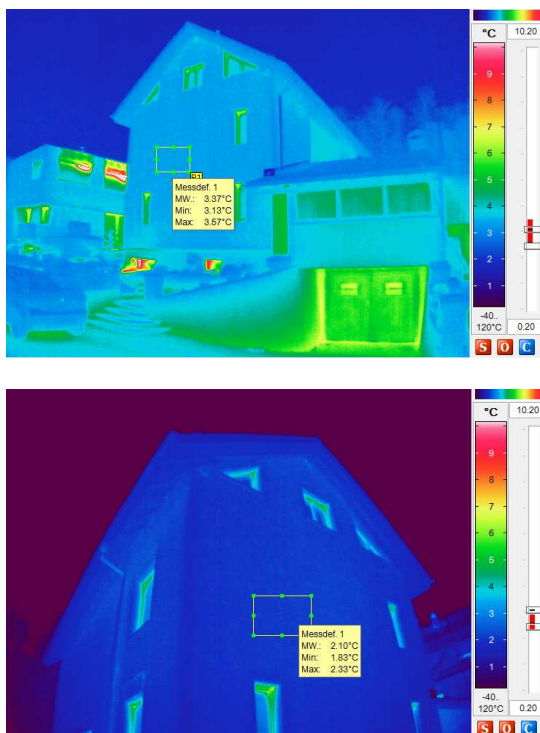 °C
10.20
9
8
7
6
5
4
3
2
1
Messdef. 1
MW.: 3.37°C
Min: 3.13°C
Max: 3.57°C
-40..
120°C
0.20
S O C
°C
10.20
9
8
7
6
5
4
3
2
1
Messdef. 1
MW.: 2.10°C
Min: 1.83°C
Max: 2.33°C
-40..
120°C
0.20
S O C